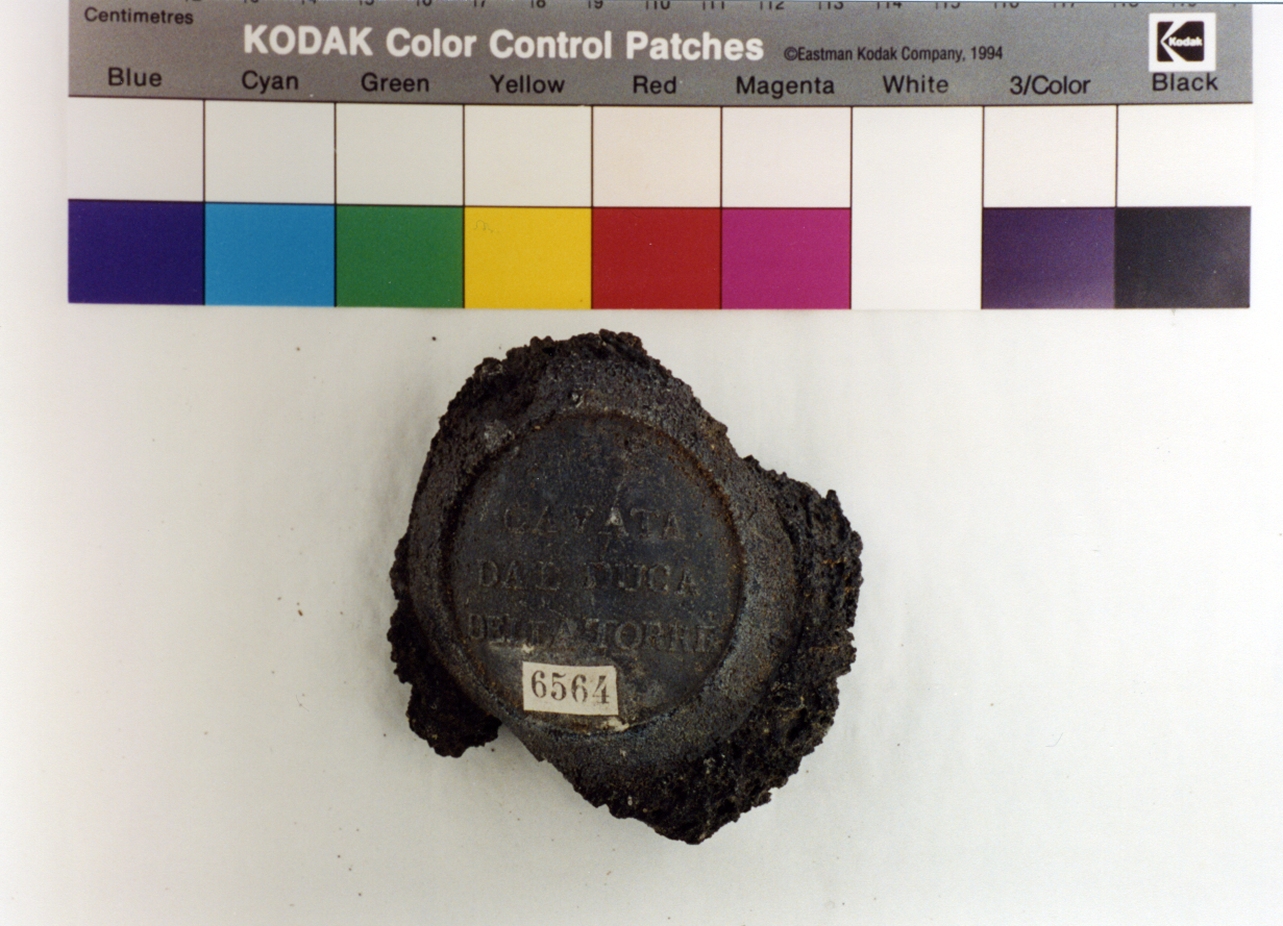 Centimetres
KODAK Color Control Patches ©Eastman Kodak Company, 1994
Kodak
Blue Cyan Green Yellow Red Magenta White 3/Color Black
CAVATA
DAL DUCA
DELLA TORRE
6564